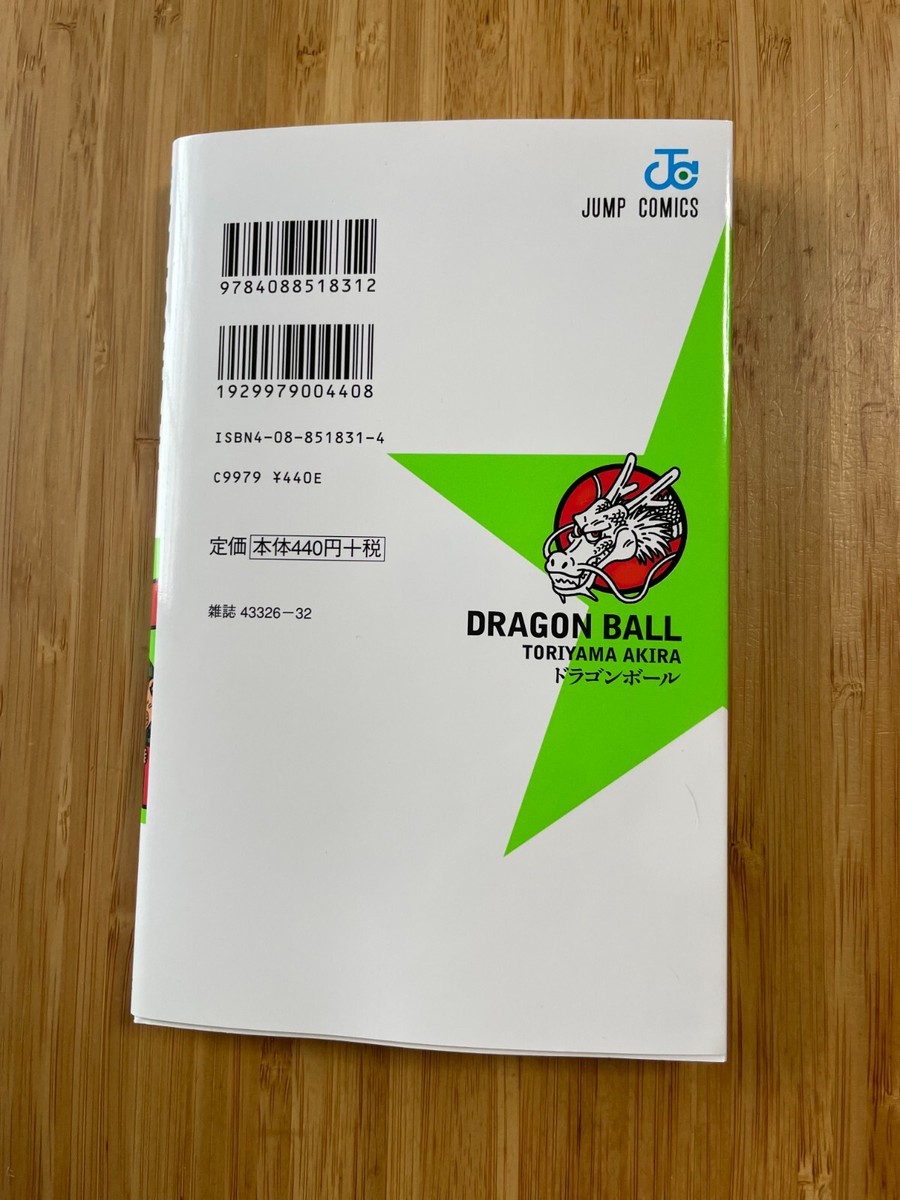 JUMP COMICS
9784088518312
1929979004408
ISBN4-08-851831-4
C9979 ¥440E
定価 本体440円+税
雑誌 43326-32
DRAGON BALL
TORIYAMA AKIRA
ドラゴンボール